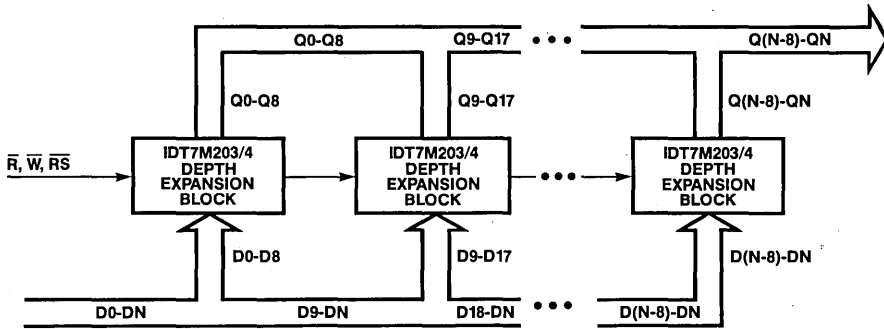 Q0-Q8
Q9-Q17
Q(N-8)-QN
Q0-Q8
Q9-Q17
Q(N-8)-QN
R̅, W̅, R̅S̅
IDT7M203/4
DEPTH
EXPANSION
BLOCK
IDT7M203/4
DEPTH
EXPANSION
BLOCK
IDT7M203/4
DEPTH
EXPANSION
BLOCK
D0-D8
D9-D17
D(N-8)-DN
D0-DN
D9-DN
D18-DN
D(N-8)-DN